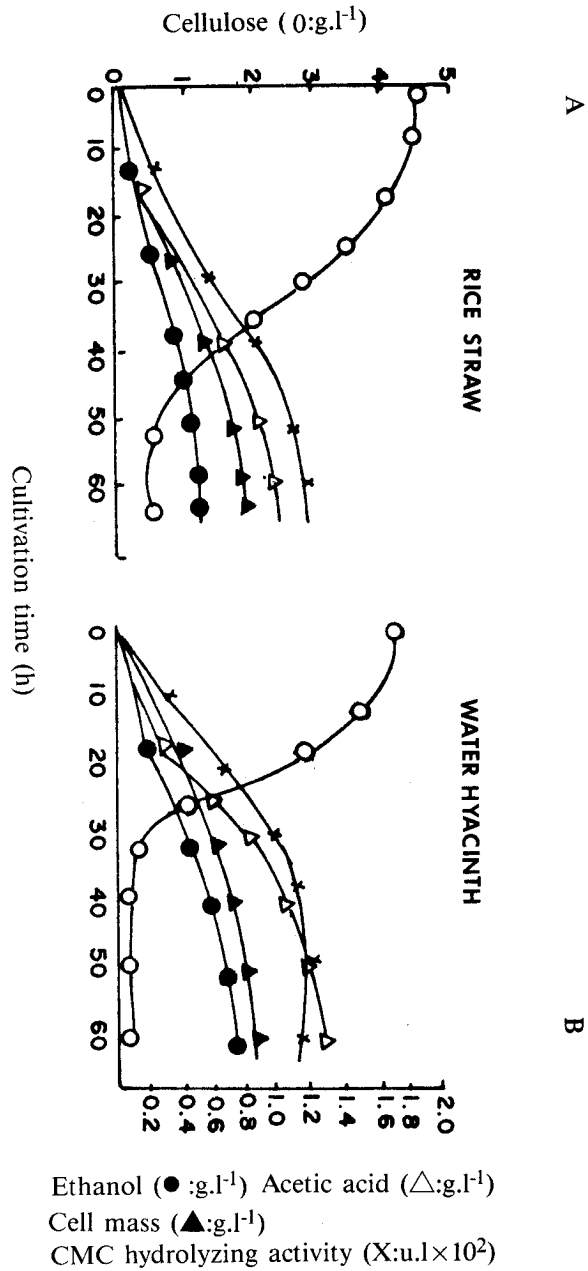 Cellulose ( O:g.l-1)
A
0 1 2 3 4 5
0
10
20
30
40
50
60
RICE STRAW
Cultivation time (h)
0
10
20
30
40
50
60
WATER HYACINTH
B
0.2 0.4 0.6 0.8 1.0 1.2 1.4 1.6 1.8 2.0
Ethanol (●:g.l-1) Acetic acid (△:g.l-1)
Cell mass (▲:g.l-1)
CMC hydrolyzing activity (X:u.l×10²)